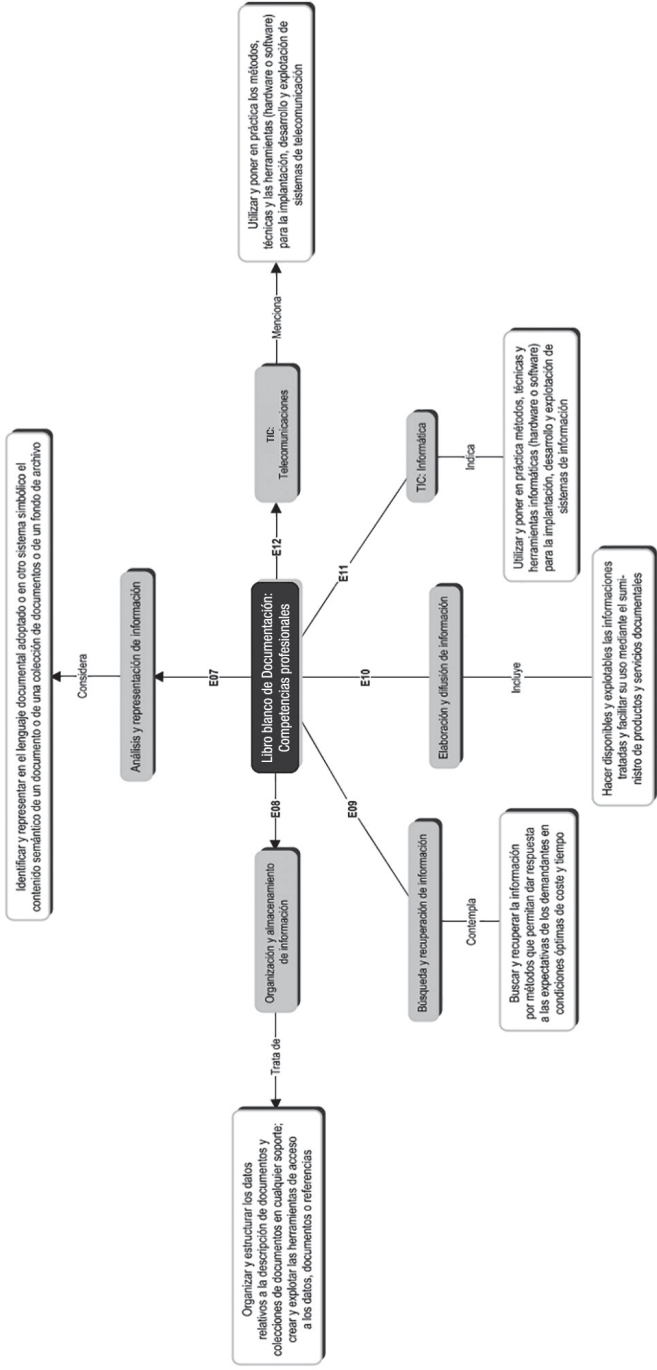 Identificar y representar en el lenguaje documental adoptado o en otro sistema simbólico el
contenido semántico de un documento o de una colección de documentos o de un fondo de archivo
Considera
Análisis y representación de información
E07
Organizar y estructurar los datos
relativos a la descripción de documentos y
colecciones de documentos en cualquier soporte;
crear y explotar las herramientas de acceso
a los datos, documentos o referencias
Trata de
Organización y almacenamiento
de información
E08
Libro blanco de Documentación:
Competencias profesionales
E12
TIC:
Telecomunicaciones
Menciona
Utilizar y poner en práctica los métodos,
técnicas y las herramientas (hardware o software)
para la implantación, desarrollo y explotación de
sistemas de telecomunicación
E09
Búsqueda y recuperación de información
Contempla
Buscar y recuperar la información
por métodos que permitan dar respuesta
a las expectativas de los demandantes en
condiciones óptimas de coste y tiempo
E10
Elaboración y difusión de información
Incluye
Hacer disponibles y explotables las informaciones
tratadas y facilitar su uso mediante el sumi-
nistro de productos y servicios documentales
E11
TIC: Informática
Indica
Utilizar y poner en práctica métodos, técnicas y
herramientas informáticas (hardware o software)
para la implantación, desarrollo y explotación de
sistemas de información